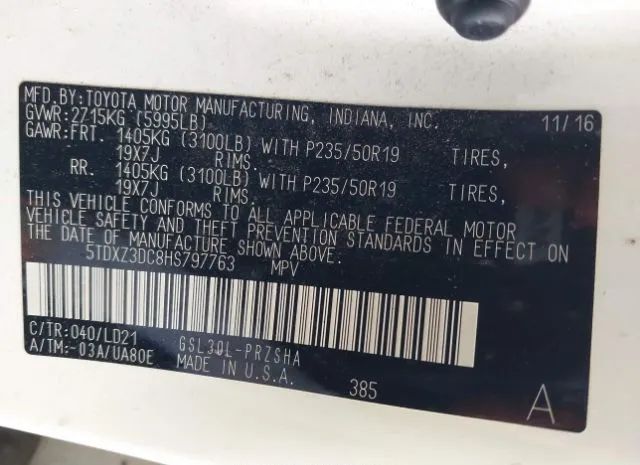 MFD.BY:TOYOTA MOTOR MANUFACTURING, INDIANA, INC. 11/16
GVWR:2715KG (5995LB)
GAWR:FRT. 1405KG (3100LB) WITH P235/50R19 TIRES,
19X7J RIMS.
RR. 1405KG (3100LB) WITH P235/50R19 TIRES,
19X7J RIMS.
THIS VEHICLE CONFORMS TO ALL APPLICABLE FEDERAL MOTOR
VEHICLE SAFETY AND THEFT PREVENTION STANDARDS IN EFFECT ON
THE DATE OF MANUFACTURE SHOWN ABOVE.
5TDXZ3DC8HS797763 MPV
C/TR:040/LD21 GSL30L-PRZSHA
A/TM:-03A/UA80E MADE IN U.S.A.
385 A